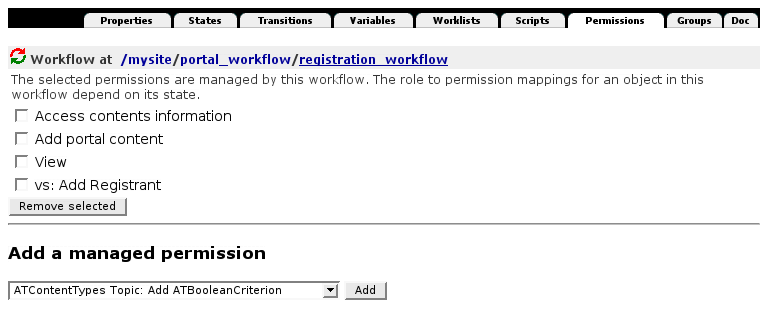 Properties States Transitions Variables Worklists Scripts Permissions Groups Doc
Workflow at /mysite/portal_workflow/registration_workflow
The selected permissions are managed by this workflow. The role to permission mappings for an object in this
workflow depend on its state.
Access contents information
Add portal content
View
vs: Add Registrant
Remove selected
Add a managed permission
ATContentTypes Topic: Add ATBooleanCriterion Add